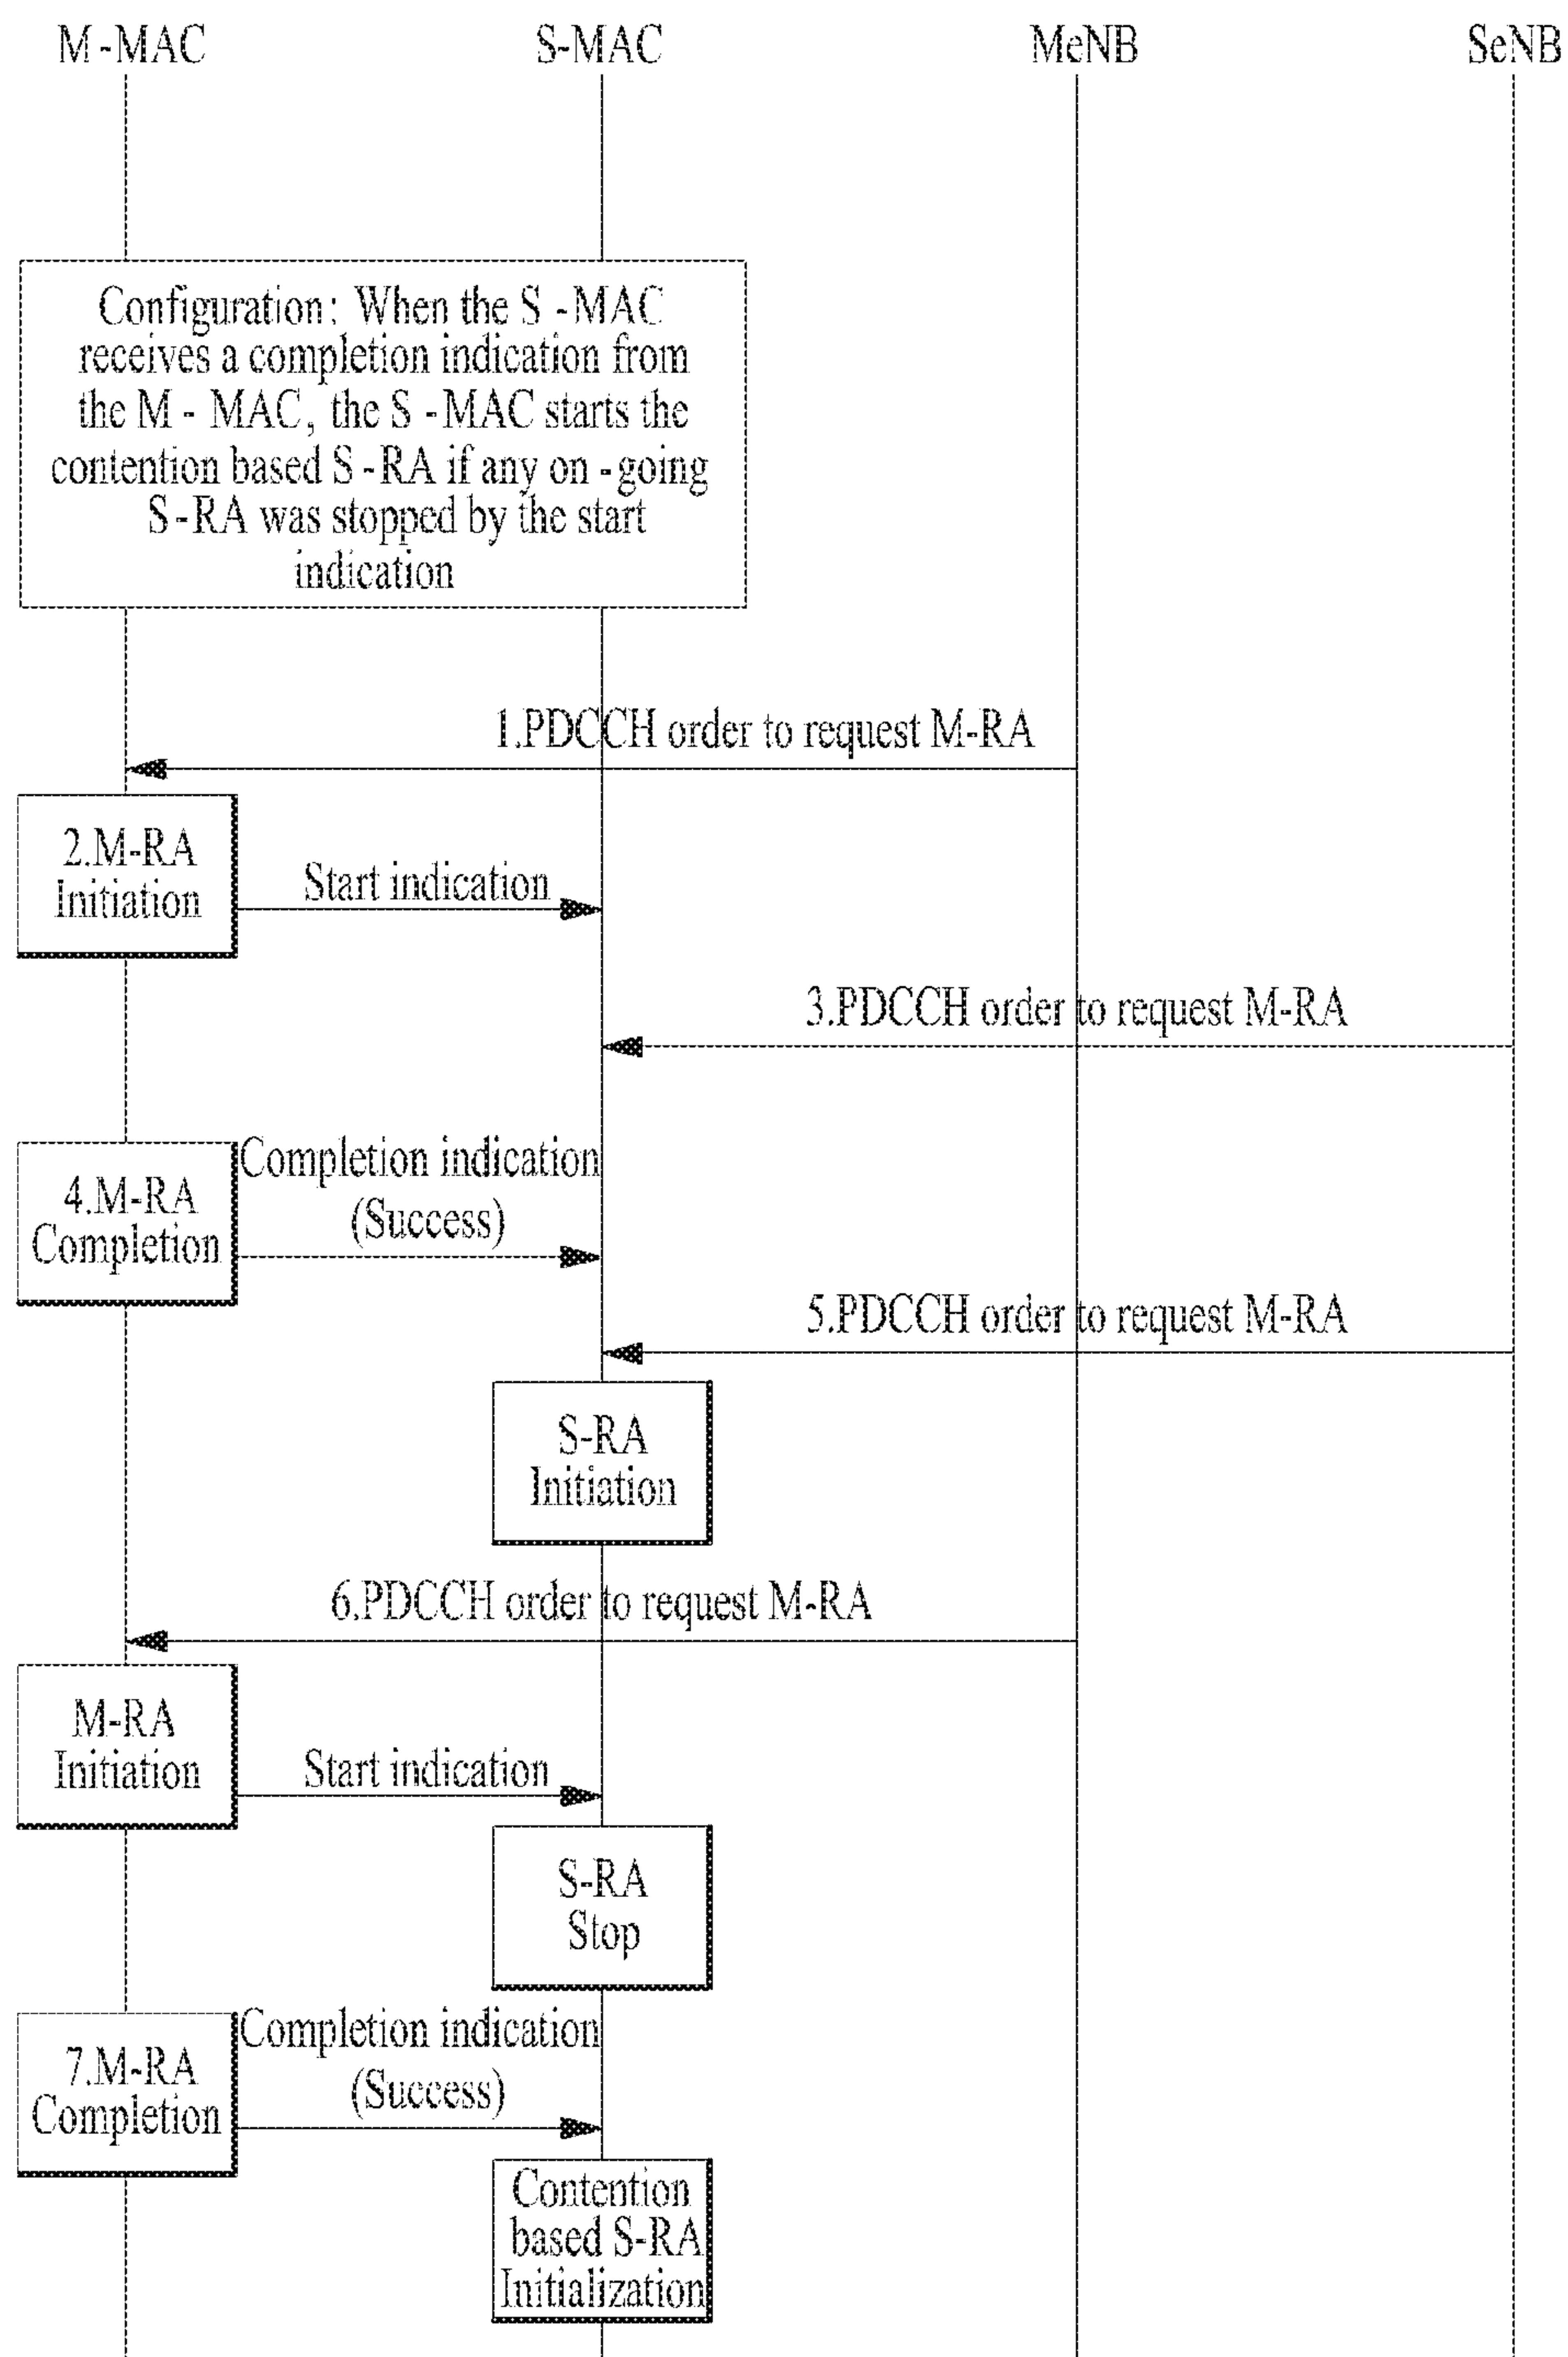 M-MAC S-MAC MeNB SeNB
Configuration: When the S-MAC
receives a completion indication from
the M-MAC, the S-MAC starts the
contention based S-RA if any on-going
S-RA was stopped by the start
indication
1.PDCCH order to request M-RA
2.M-RA
Initiation
Start indication
3.PDCCH order to request M-RA
4.M-RA
Completion
Completion indication
(Success)
5.PDCCH order to request M-RA
S-RA
Initiation
6.PDCCH order to request M-RA
M-RA
Initiation
Start indication
S-RA
Stop
7.M-RA
Completion
Completion indication
(Success)
Contention
based S-RA
Initialization